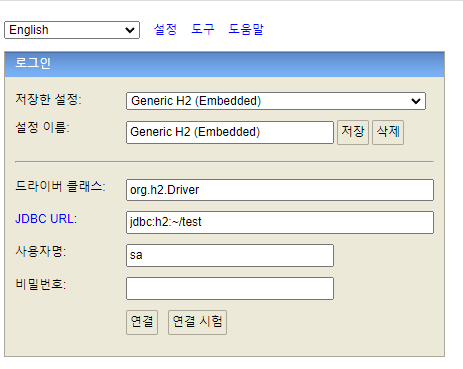 English 설정 도구 도움말
로그인
저장한 설정: Generic H2 (Embedded)
설정 이름: Generic H2 (Embedded) 저장 삭제
드라이버 클래스: org.h2.Driver
JDBC URL: jdbc:h2:~/test
사용자명: sa
비밀번호:
연결 연결 시험